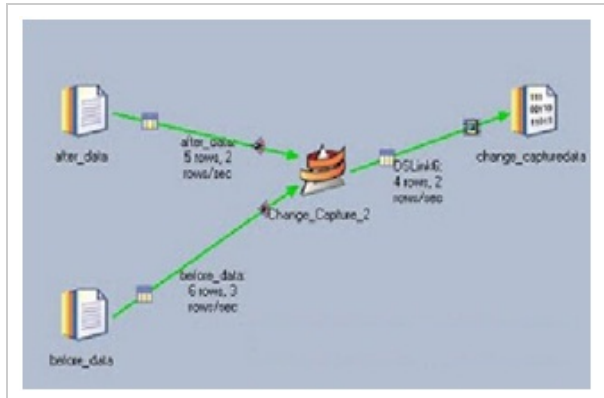 after_data
after_data:
5 rows, 2
rows/sec
Change_Capture_2
DSLink6:
4 rows, 2
rows/sec
change_capturedata
before_data:
6 rows, 3
rows/sec
before_data